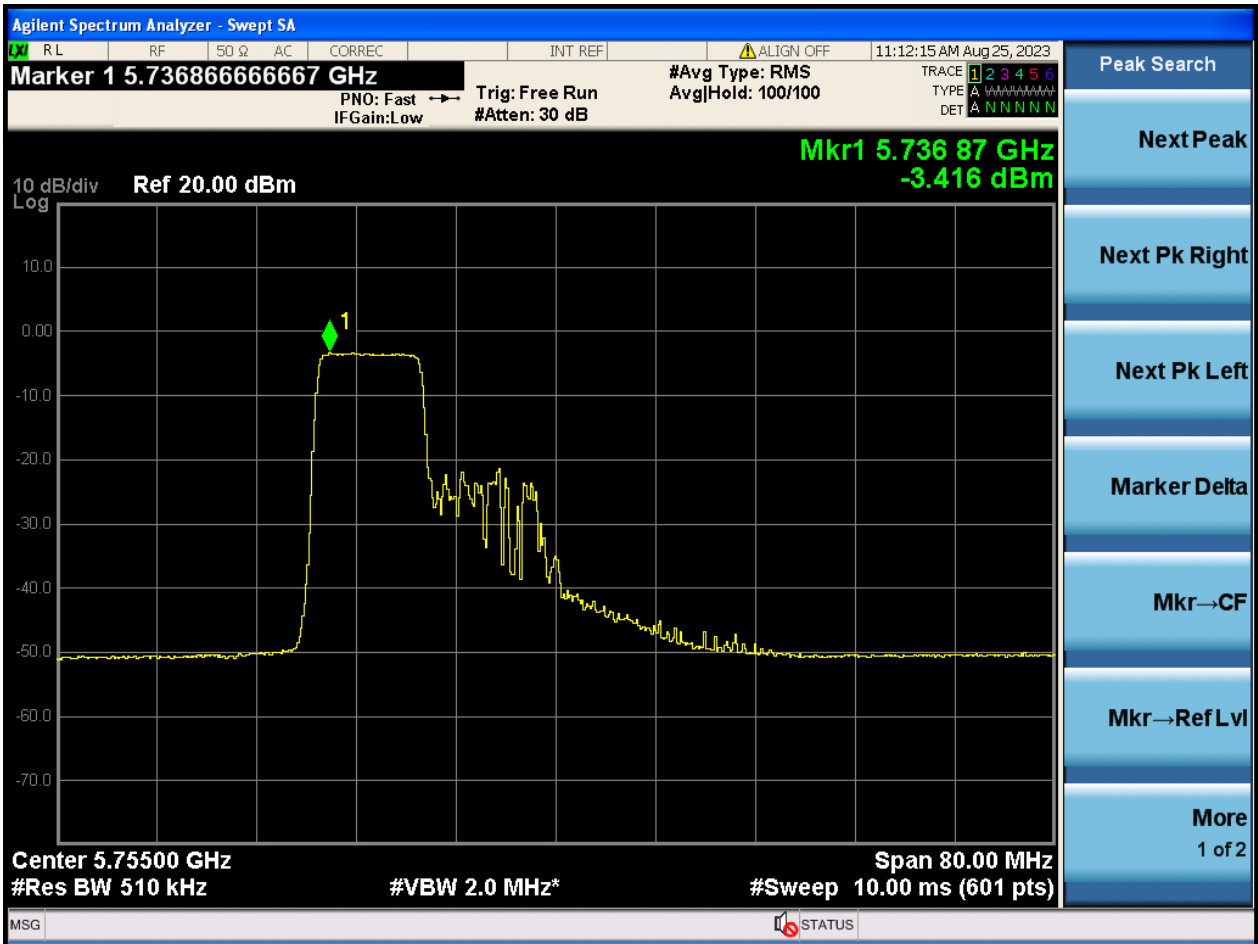 Agilent Spectrum Analyzer - Swept SA
LXI RL RF 50 Ω AC CORREC INT REF ALIGN OFF 11:12:15 AM Aug 25, 2023
Marker 1 5.736866666667 GHz
PNO: Fast
IFGain:Low
Trig: Free Run
#Atten: 30 dB
#Avg Type: RMS
Avg|Hold: 100/100
TRACE 1 2 3 4 5 6
TYPE A WWWWW
DET A N N N N N
Mkr1 5.736 87 GHz
-3.416 dBm
10 dB/div Ref 20.00 dBm
Log
10.0
0.00
-10.0
-20.0
-30.0
-40.0
-50.0
-60.0
-70.0
1
Center 5.75500 GHz Span 80.00 MHz
#Res BW 510 kHz #VBW 2.0 MHz* #Sweep 10.00 ms (601 pts)
MSG STATUS
Peak Search
Next Peak
Next Pk Right
Next Pk Left
Marker Delta
Mkr→CF
Mkr→Ref Lvl
More
1 of 2